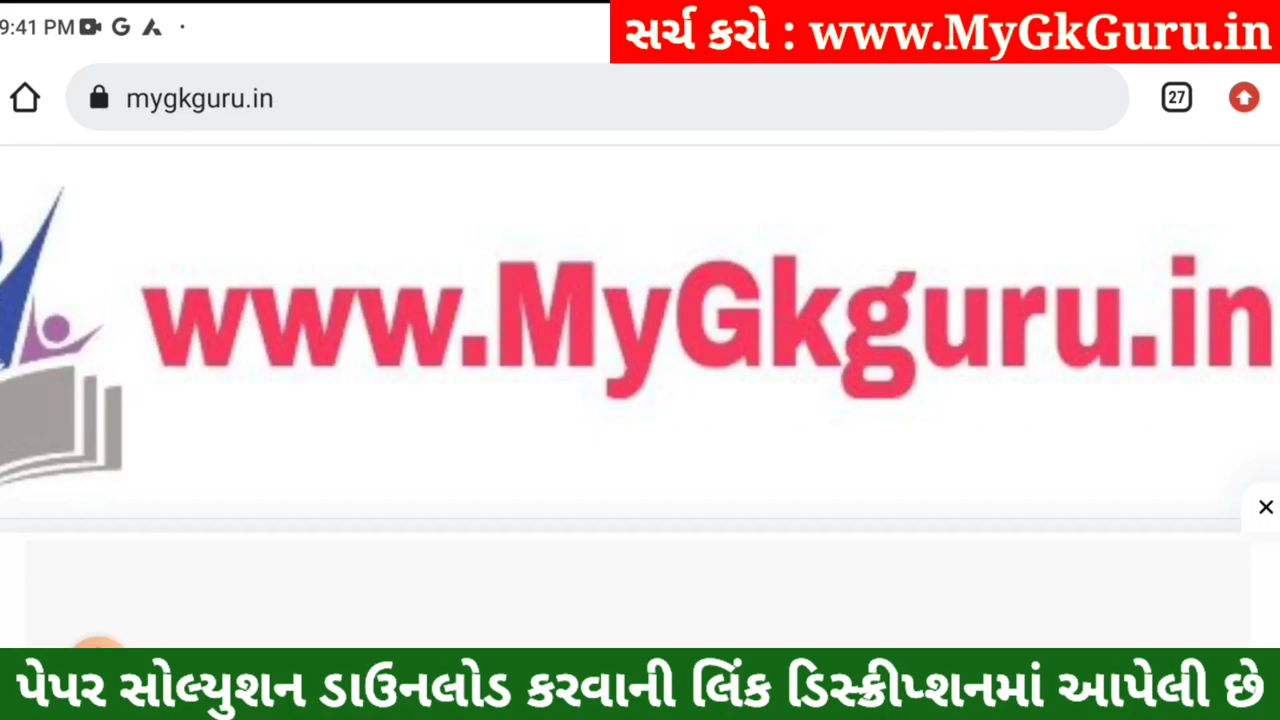 9:41 PM
સર્ચ કરો : www.MyGkGuru.in
mygkguru.in
27
www.MyGkguru.in
પેપર સોલ્યુશન ડાઉનલોડ કરવાની લિંક ડિસ્ક્રીપ્શનમાં આપેલી છે